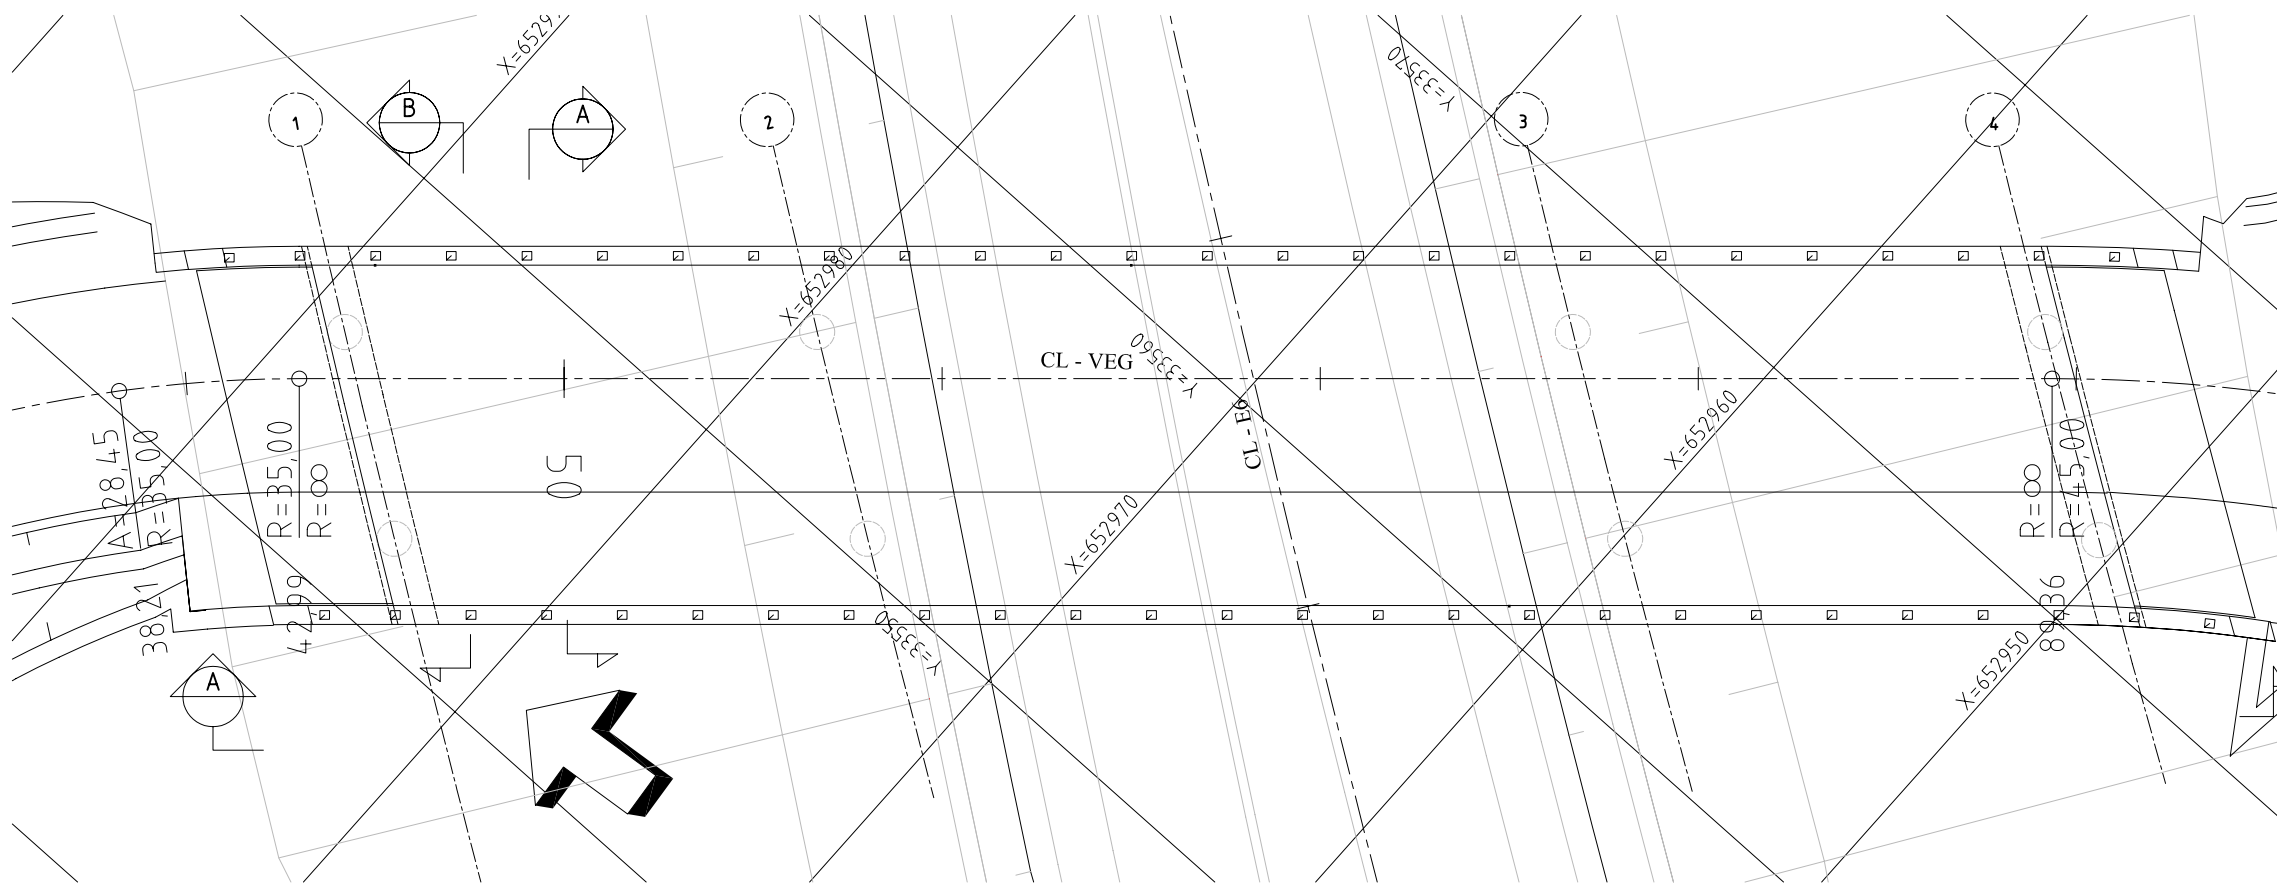 X=6529
Y=33570
B
A
1
2
3
4
X=652980
CL - VEG
Y=33560
X=652960
CL - E6
A=28,45
R=35,00
R=35,00
R=∞
50
R=∞
R=45,00
X=652970
38,21
42,99
89,36
Y=33550
X=652950
A